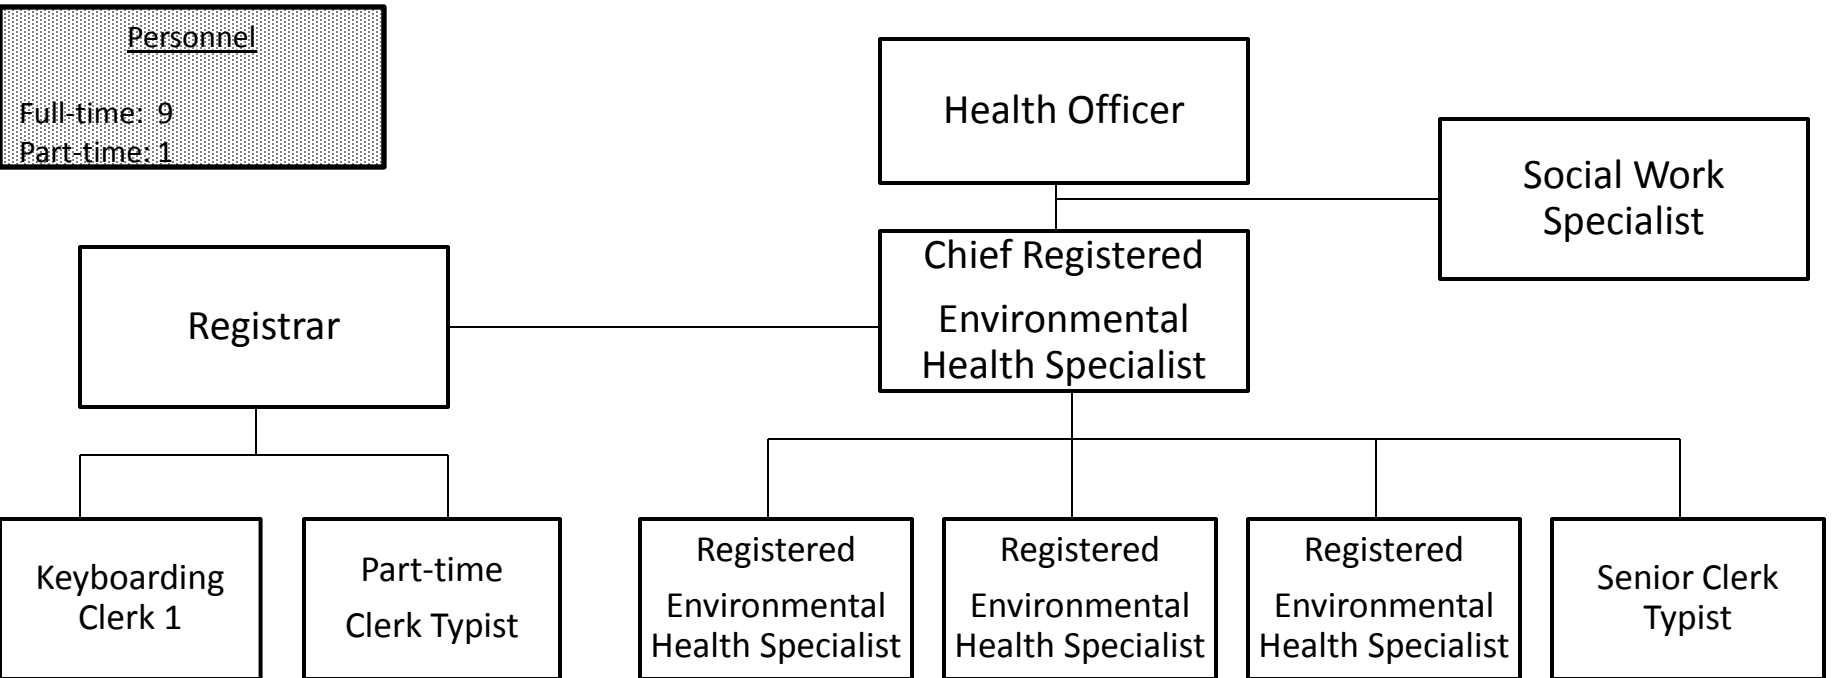 Personnel
Full-time: 9
Part-time: 1
Health Officer
Social Work
Specialist
Chief Registered
Environmental
Health Specialist
Registrar
Keyboarding
Clerk 1
Part-time
Clerk Typist
Registered
Environmental
Health Specialist
Registered
Environmental
Health Specialist
Registered
Environmental
Health Specialist
Senior Clerk
Typist